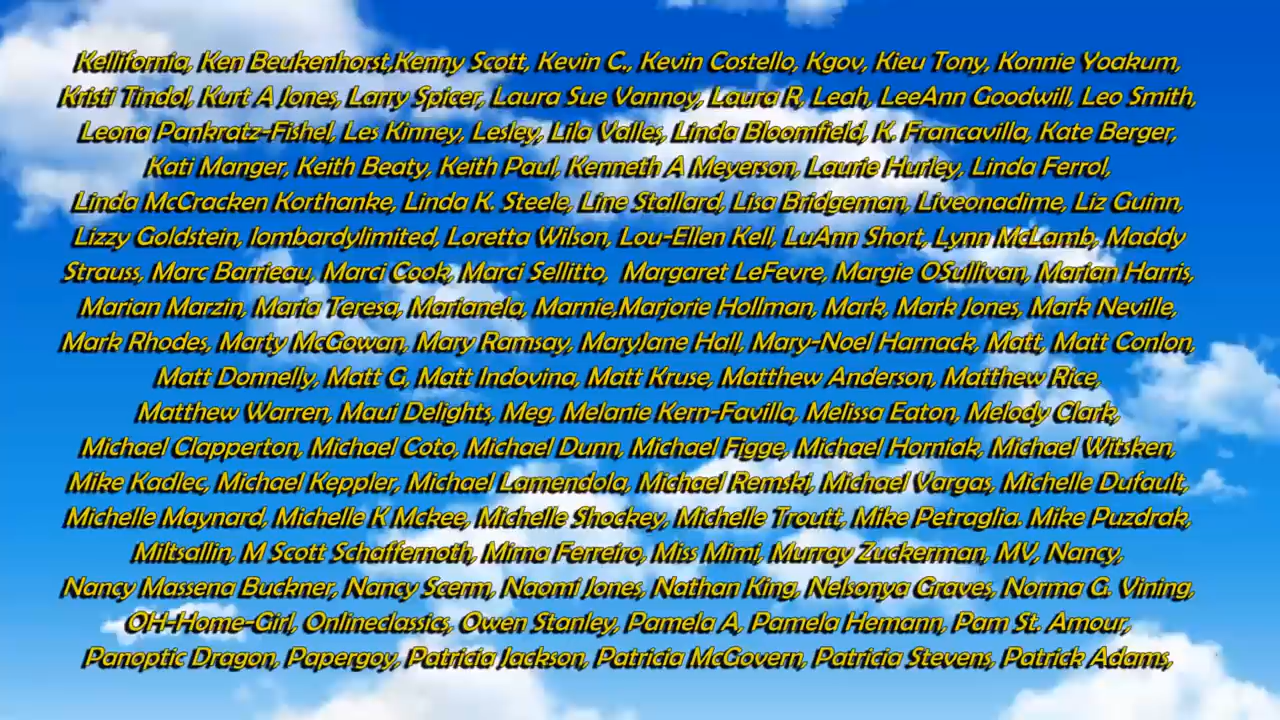 Kellifornia, Ken Beukenhorst,Kenny Scott, Kevin C., Kevin Costello, Kgov, Kieu Tony, Konnie Yoakum,
Kristi Tindol, Kurt A Jones, Larry Spicer, Laura Sue Vannoy, Laura R, Leah, LeeAnn Goodwill, Leo Smith,
Leona Pankratz-Fishel, Les Kinney, Lesley, Lila Valles, Linda Bloomfield, K. Francavilla, Kate Berger,
Kati Manger, Keith Beaty, Keith Paul, Kenneth A Meyerson, Laurie Hurley, Linda Ferrol,
Linda McCracken Korthanke, Linda K. Steele, Line Stallard, Lisa Bridgeman, Liveonadime, Liz Guinn,
Lizzy Goldstein, lombardylimited, Loretta Wilson, Lou-Ellen Kell, LuAnn Short, Lynn McLamb, Maddy
Strauss, Marc Barrieau, Marci Cook, Marci Sellitto, Margaret LeFevre, Margie OSullivan, Marian Harris,
Marian Marzin, Maria Teresa, Marianela, Marnie,Marjorie Hollman, Mark, Mark Jones, Mark Neville,
Mark Rhodes, Marty McGowan, Mary Ramsay, MaryJane Hall, Mary-Noel Harnack, Matt, Matt Conlon,
Matt Donnelly, Matt G, Matt Indovina, Matt Kruse, Matthew Anderson, Matthew Rice,
Matthew Warren, Maui Delights, Meg, Melanie Kern-Favilla, Melissa Eaton, Melody Clark,
Michael Clapperton, Michael Coto, Michael Dunn, Michael Figge, Michael Horniak, Michael Witsken,
Mike Kadlec, Michael Keppler, Michael Lamendola, Michael Remski, Michael Vargas, Michelle Dufault,
Michelle Maynard, Michelle K Mckee, Michelle Shockey, Michelle Troutt, Mike Petraglia. Mike Puzdrak,
Miltsallin, M Scott Schaffernoth, Mirna Ferreiro, Miss Mimi, Murray Zuckerman, MV, Nancy,
Nancy Massena Buckner, Nancy Scerm, Naomi Jones, Nathan King, Nelsonya Graves, Norma G. Vining,
OH-Home-Girl, Onlineclassics, Owen Stanley, Pamela A, Pamela Hemann, Pam St. Amour,
Panoptic Dragon, Papergoy, Patricia Jackson, Patricia McGovern, Patricia Stevens, Patrick Adams,